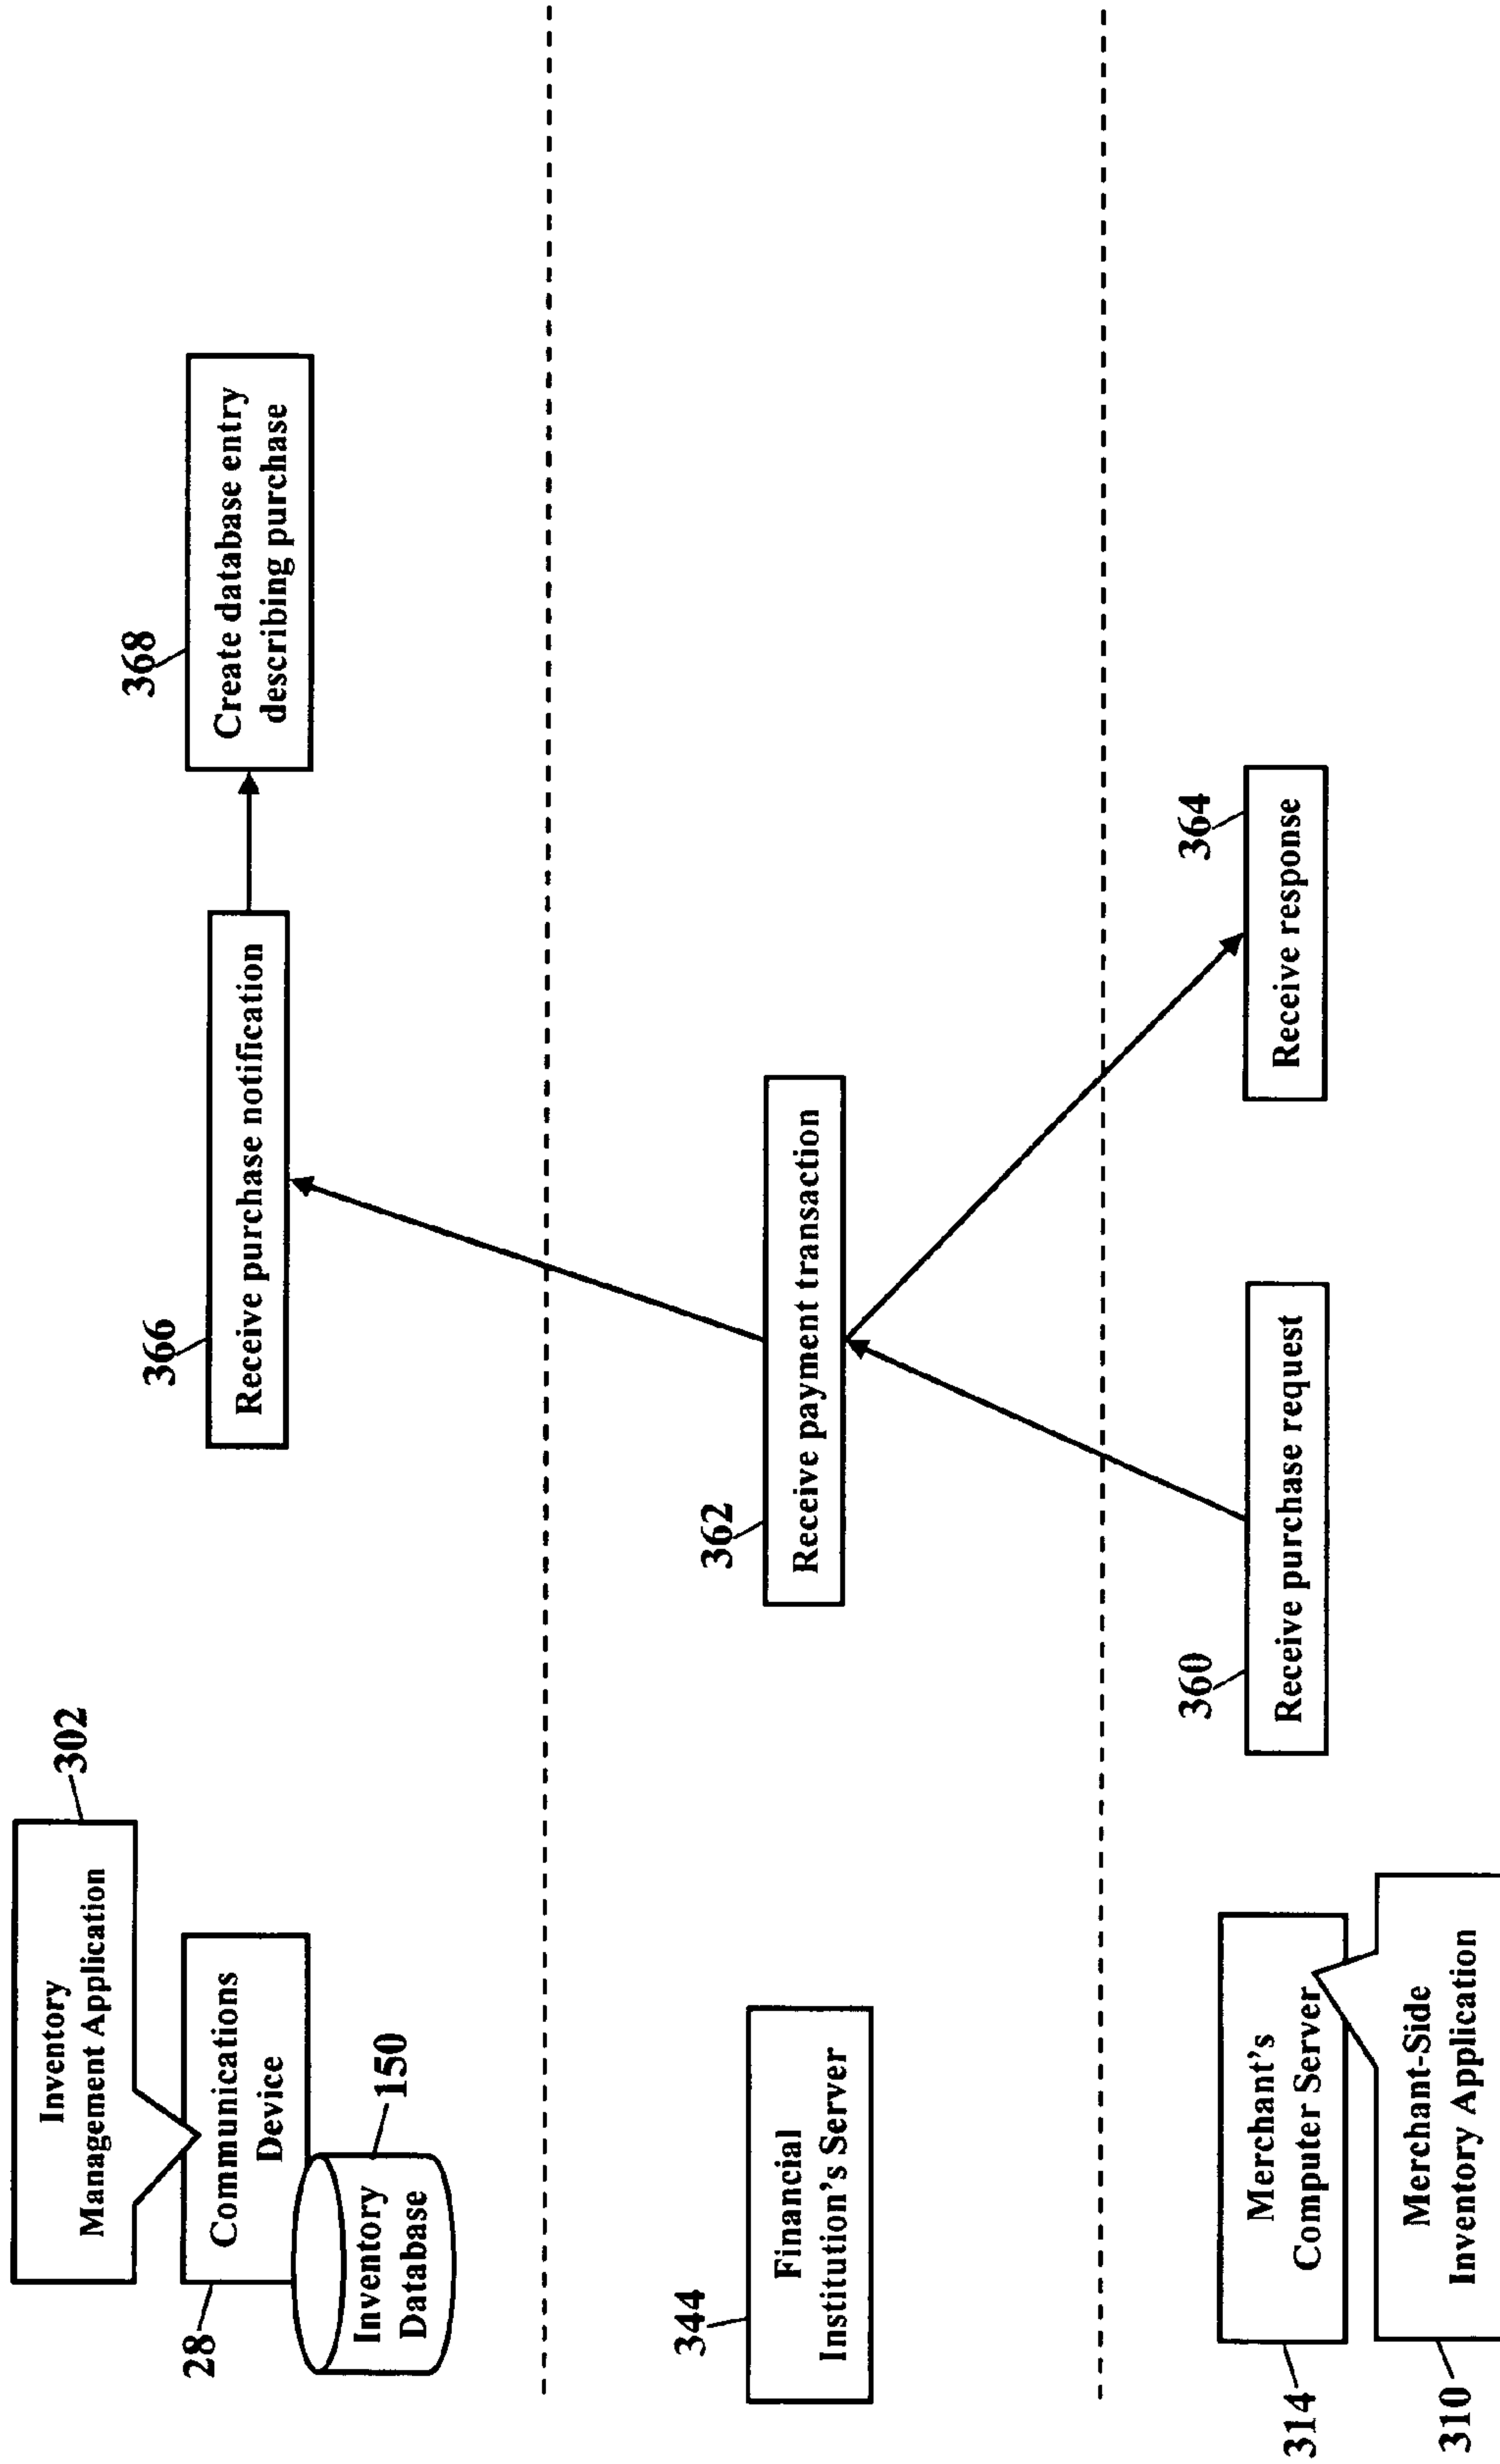 302
Inventory
Management Application
28
Communications
Device
150
Inventory
Database
366
Receive purchase notification
368
Create database entry
describing purchase
344
Financial
Institution's Server
362
Receive payment transaction
314
Merchant's
Computer Server
310
Merchant-Side
Inventory Application
360
Receive purchase request
364
Receive response